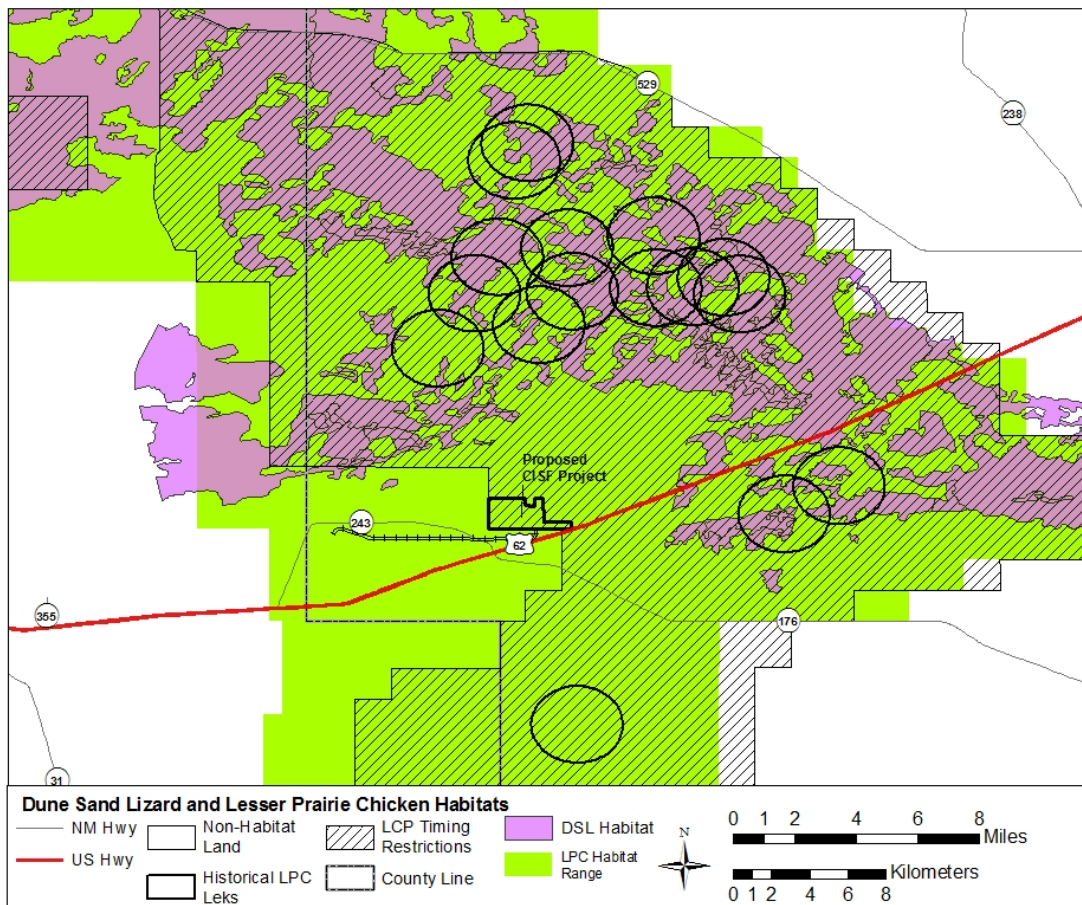 529
238
Proposed
CISF Project
243
62
355
176
31
Dune Sand Lizard and Lesser Prairie Chicken Habitats
NM Hwy
US Hwy
Non-Habitat
Land
Historical LPC
Leks
LCP Timing
Restrictions
County Line
DSL Habitat
LPC Habitat
Range
N
0 1 2 4 6 8
Miles
Kilometers
0 1 2 4 6 8